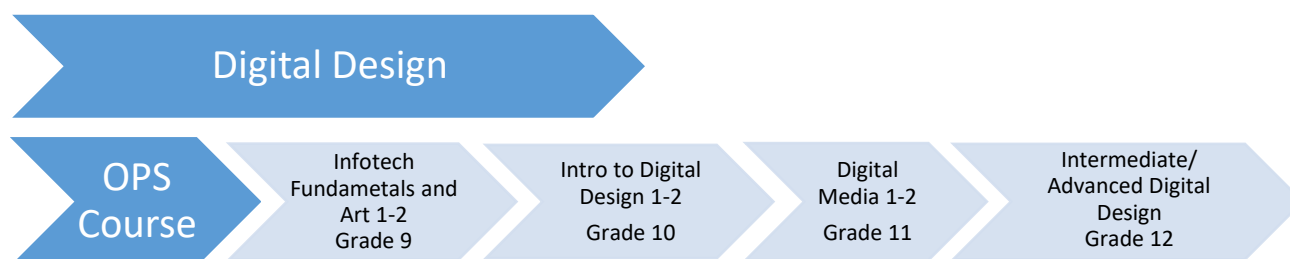 Digital Design
OPS
Course
Infotech
Fundametals and
Art 1-2
Grade 9
Intro to Digital
Design 1-2
Grade 10
Digital
Media 1-2
Grade 11
Intermediate/
Advanced Digital
Design
Grade 12